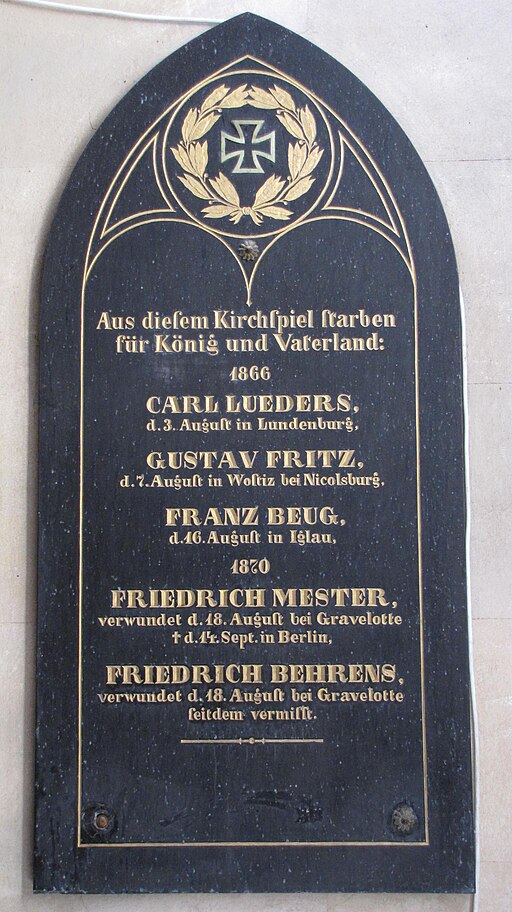 Aus dieſem Kirchſpiel ſtarben
für König und Vaterland:
1866
CARL LUEDERS,
d. 3. Auguſt in Lundenburg,
GUSTAV FRITZ,
d. 7. Auguſt in Woſtiz bei Nicolsburg,
FRANZ BEUG,
d. 16. Auguſt in Iglau,
1870
FRIEDRICH MESTER,
verwundet d. 18. Auguſt bei Gravelotte
† d. 14. Sept. in Berlin,
FRIEDRICH BEHRENS,
verwundet d. 18. Auguſt bei Gravelotte
ſeitdem vermiſſt.